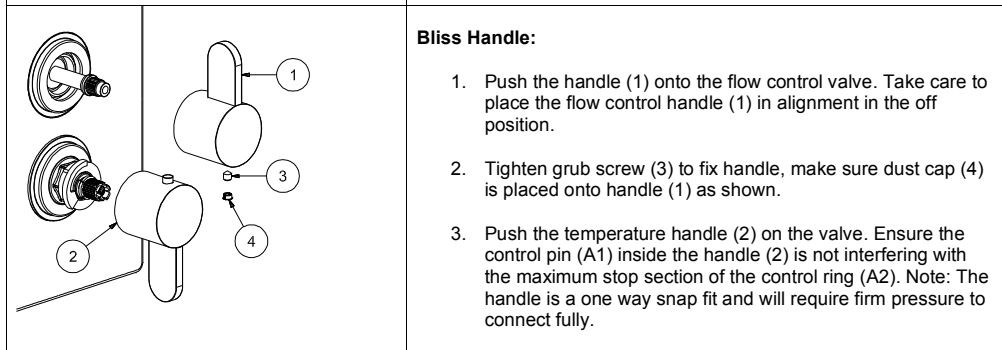 1
3
4
2
Bliss Handle:
1. Push the handle (1) onto the flow control valve. Take care to
place the flow control handle (1) in alignment in the off
position.
2. Tighten grub screw (3) to fix handle, make sure dust cap (4)
is placed onto handle (1) as shown.
3. Push the temperature handle (2) on the valve. Ensure the
control pin (A1) inside the handle (2) is not interfering with
the maximum stop section of the control ring (A2). Note: The
handle is a one way snap fit and will require firm pressure to
connect fully.